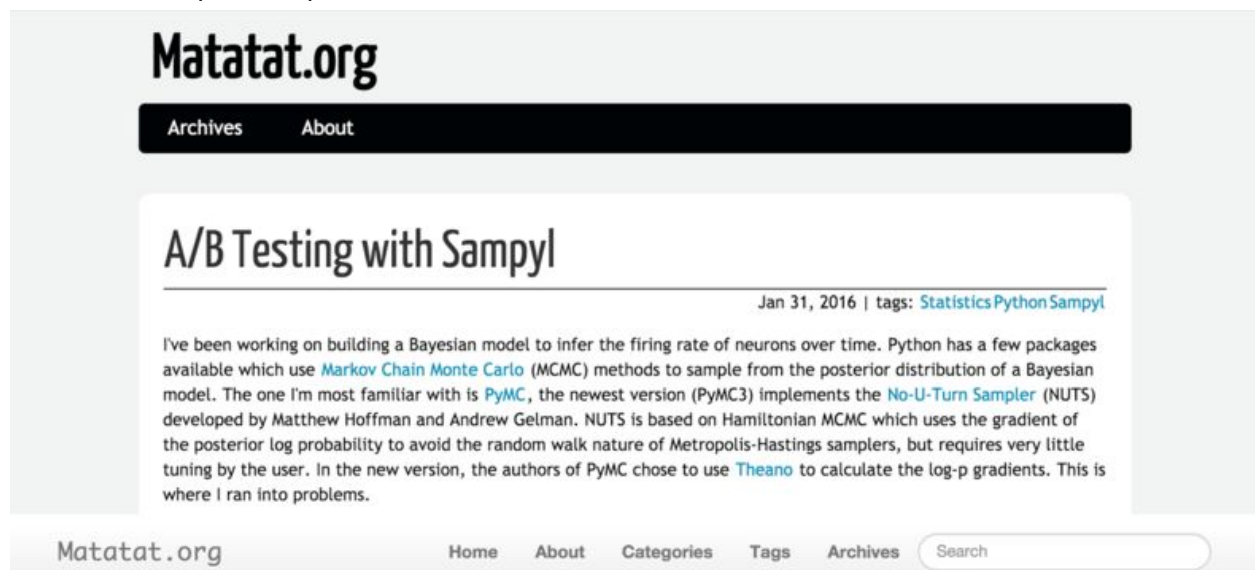 Matatat.org
Archives About
A/B Testing with Sampyl
Jan 31, 2016 | tags: Statistics Python Sampyl
I've been working on building a Bayesian model to infer the firing rate of neurons over time. Python has a few packages
available which use Markov Chain Monte Carlo (MCMC) methods to sample from the posterior distribution of a Bayesian
model. The one I'm most familiar with is PyMC, the newest version (PyMC3) implements the No-U-Turn Sampler (NUTS)
developed by Matthew Hoffman and Andrew Gelman. NUTS is based on Hamiltonian MCMC which uses the gradient of
the posterior log probability to avoid the random walk nature of Metropolis-Hastings samplers, but requires very little
tuning by the user. In the new version, the authors of PyMC chose to use Theano to calculate the log-p gradients. This is
where I ran into problems.
Matatat.org Home About Categories Tags Archives Search